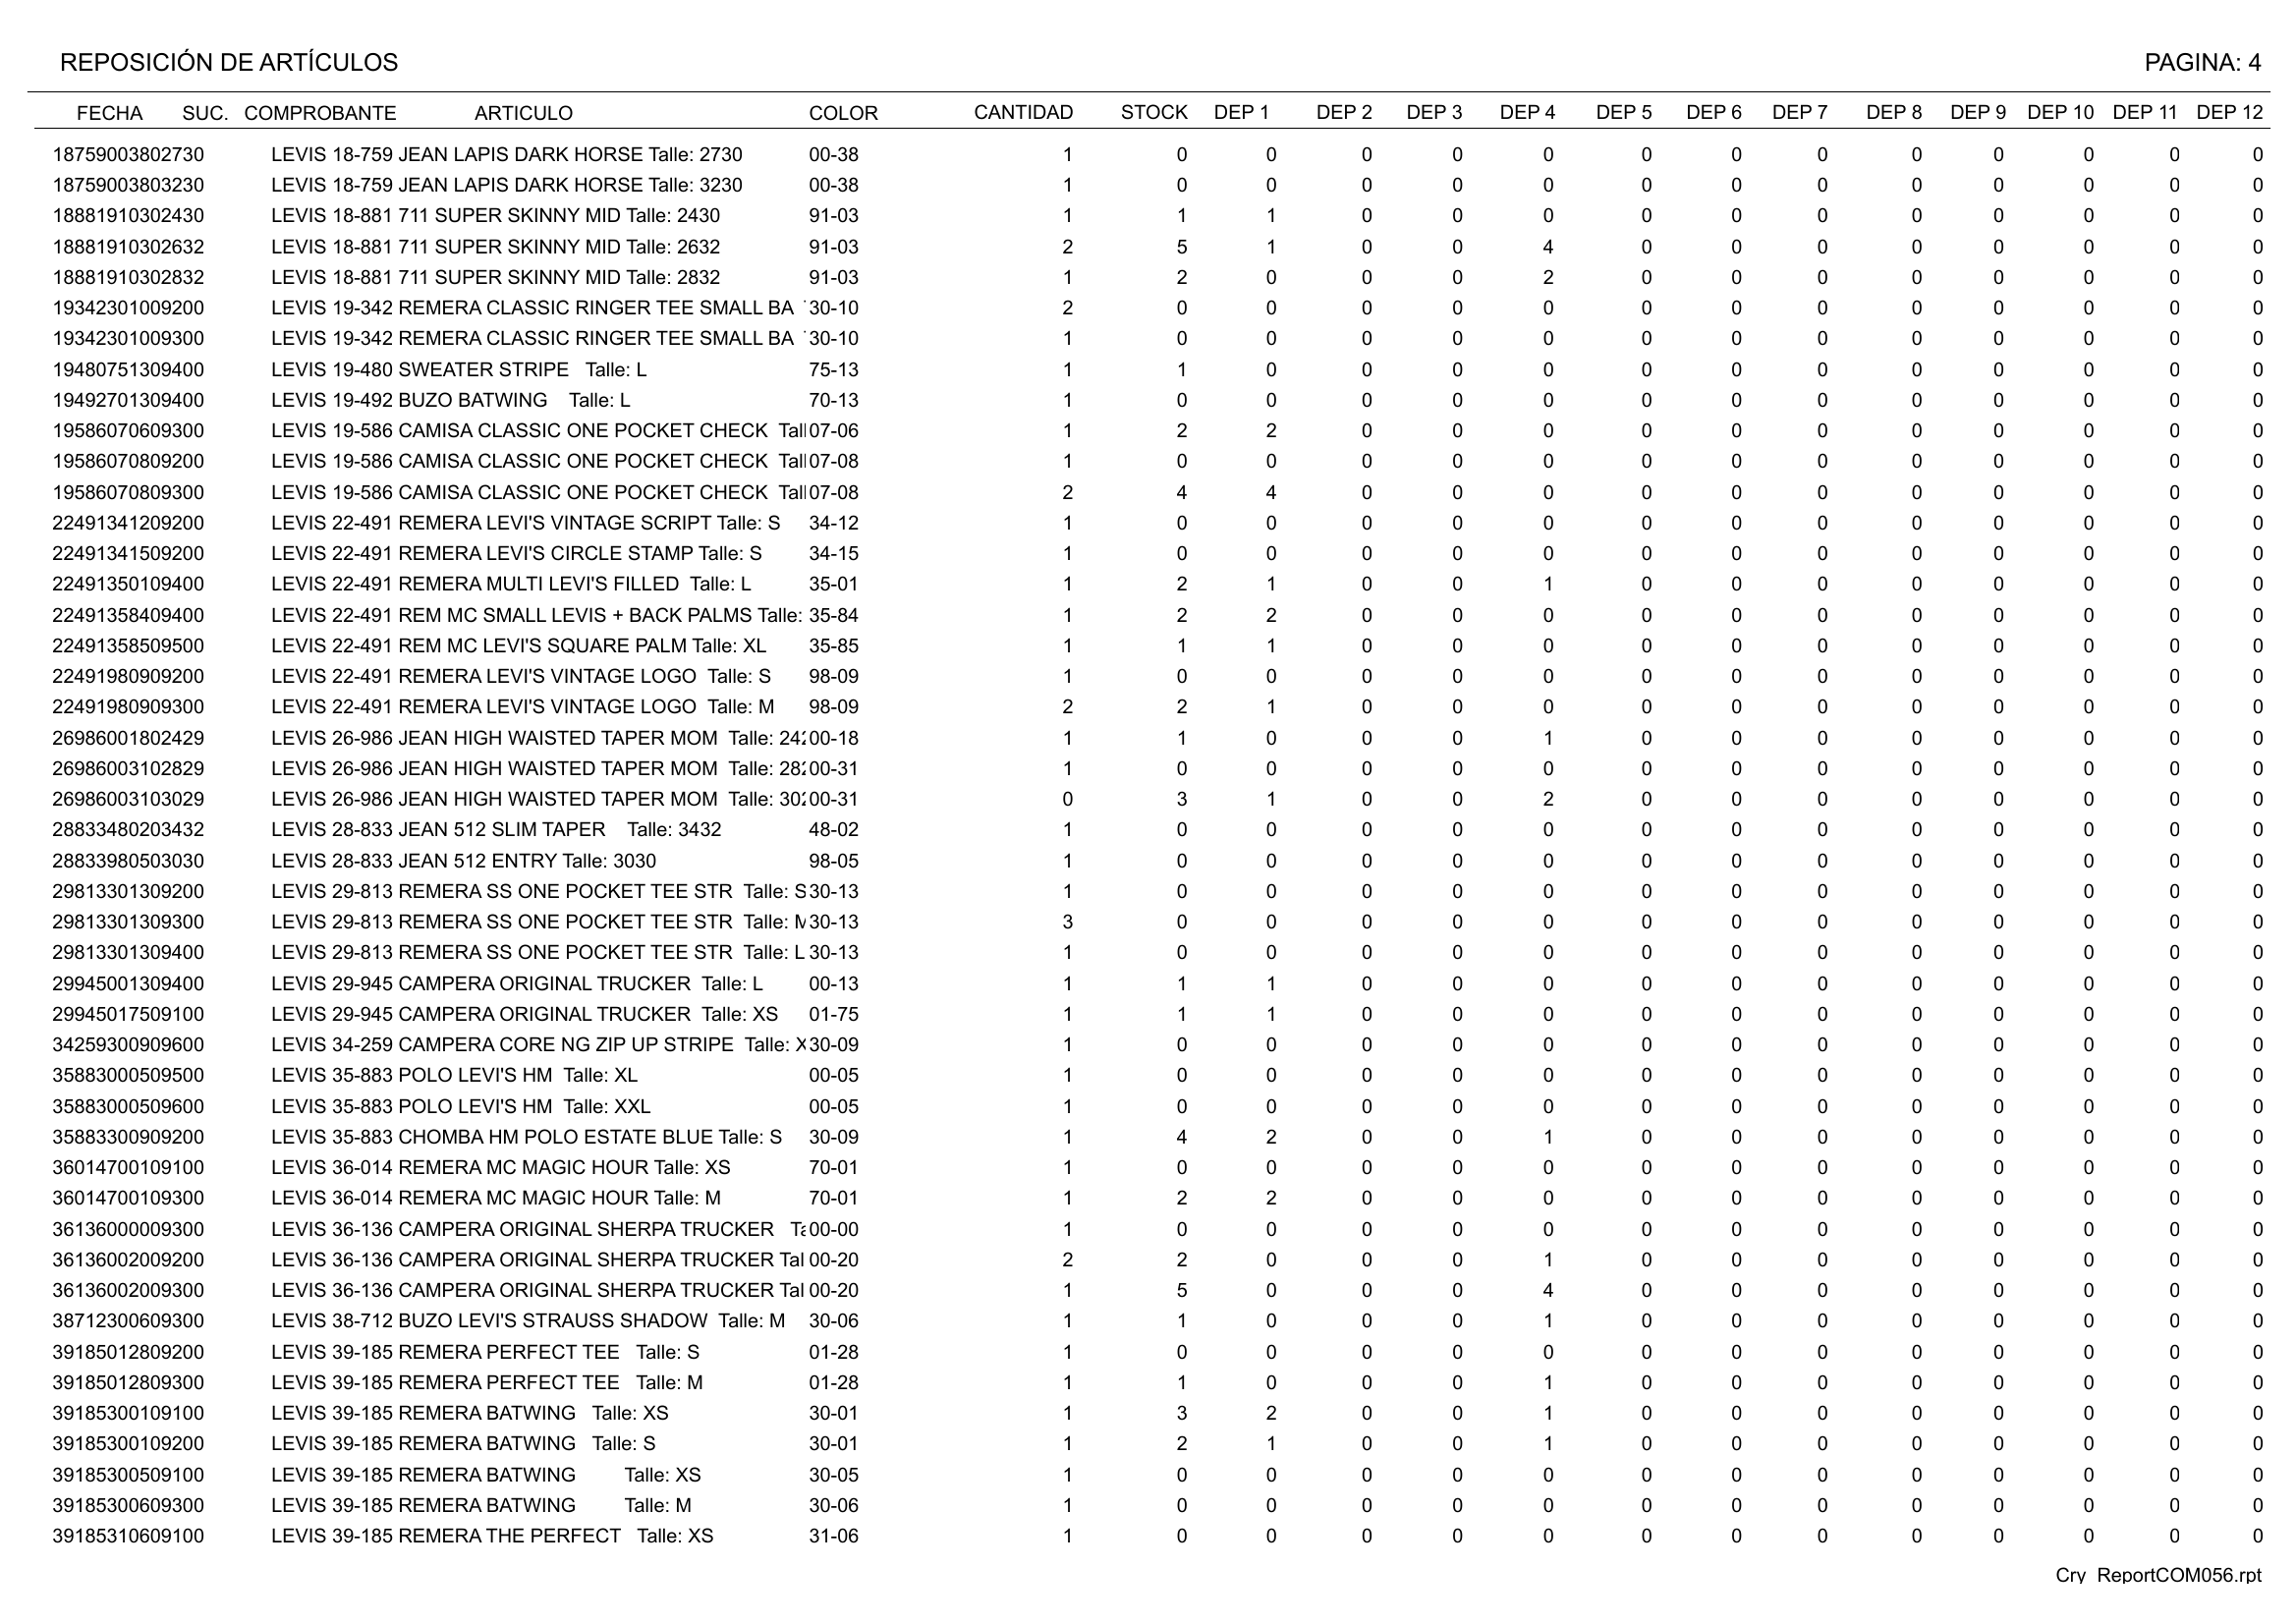 REPOSICIÓN DE ARTÍCULOS PAGINA: 4
FECHA SUC. COMPROBANTE ARTICULO COLOR CANTIDAD STOCK DEP 1 DEP 2 DEP 3 DEP 4 DEP 5 DEP 6 DEP 7 DEP 8 DEP 9 DEP 10 DEP 11 DEP 12
18759003802730 LEVIS 18-759 JEAN LAPIS DARK HORSE Talle: 2730 00-38 1 0 0 0 0 0 0 0 0 0 0 0 0 0
18759003803230 LEVIS 18-759 JEAN LAPIS DARK HORSE Talle: 3230 00-38 1 0 0 0 0 0 0 0 0 0 0 0 0 0
18881910302430 LEVIS 18-881 711 SUPER SKINNY MID Talle: 2430 91-03 1 1 1 0 0 0 0 0 0 0 0 0 0 0
18881910302632 LEVIS 18-881 711 SUPER SKINNY MID Talle: 2632 91-03 2 5 1 0 0 4 0 0 0 0 0 0 0 0
18881910302832 LEVIS 18-881 711 SUPER SKINNY MID Talle: 2832 91-03 1 2 0 0 0 2 0 0 0 0 0 0 0 0
19342301009200 LEVIS 19-342 REMERA CLASSIC RINGER TEE SMALL BA 30-10 2 0 0 0 0 0 0 0 0 0 0 0 0 0
19342301009300 LEVIS 19-342 REMERA CLASSIC RINGER TEE SMALL BA 30-10 1 0 0 0 0 0 0 0 0 0 0 0 0 0
19480751309400 LEVIS 19-480 SWEATER STRIPE Talle: L 75-13 1 1 0 0 0 0 0 0 0 0 0 0 0 0
19492701309400 LEVIS 19-492 BUZO BATWING Talle: L 70-13 1 0 0 0 0 0 0 0 0 0 0 0 0 0
19586070609300 LEVIS 19-586 CAMISA CLASSIC ONE POCKET CHECK Tall 07-06 1 2 2 0 0 0 0 0 0 0 0 0 0 0
19586070809200 LEVIS 19-586 CAMISA CLASSIC ONE POCKET CHECK Tall 07-08 1 0 0 0 0 0 0 0 0 0 0 0 0 0
19586070809300 LEVIS 19-586 CAMISA CLASSIC ONE POCKET CHECK Tall 07-08 2 4 4 0 0 0 0 0 0 0 0 0 0 0
22491341209200 LEVIS 22-491 REMERA LEVI'S VINTAGE SCRIPT Talle: S 34-12 1 0 0 0 0 0 0 0 0 0 0 0 0 0
22491341509200 LEVIS 22-491 REMERA LEVI'S CIRCLE STAMP Talle: S 34-15 1 0 0 0 0 0 0 0 0 0 0 0 0 0
22491350109400 LEVIS 22-491 REMERA MULTI LEVI'S FILLED Talle: L 35-01 1 2 1 0 0 1 0 0 0 0 0 0 0 0
22491358409400 LEVIS 22-491 REM MC SMALL LEVIS + BACK PALMS Talle: 35-84 1 2 2 0 0 0 0 0 0 0 0 0 0 0
22491358509500 LEVIS 22-491 REM MC LEVI'S SQUARE PALM Talle: XL 35-85 1 1 1 0 0 0 0 0 0 0 0 0 0 0
22491980909200 LEVIS 22-491 REMERA LEVI'S VINTAGE LOGO Talle: S 98-09 1 0 0 0 0 0 0 0 0 0 0 0 0 0
22491980909300 LEVIS 22-491 REMERA LEVI'S VINTAGE LOGO Talle: M 98-09 2 2 1 0 0 0 0 0 0 0 0 0 0 0
26986001802429 LEVIS 26-986 JEAN HIGH WAISTED TAPER MOM Talle: 242 00-18 1 1 0 0 0 1 0 0 0 0 0 0 0 0
26986003102829 LEVIS 26-986 JEAN HIGH WAISTED TAPER MOM Talle: 282 00-31 1 0 0 0 0 0 0 0 0 0 0 0 0 0
26986003103029 LEVIS 26-986 JEAN HIGH WAISTED TAPER MOM Talle: 302 00-31 0 3 1 0 0 2 0 0 0 0 0 0 0 0
28833480203432 LEVIS 28-833 JEAN 512 SLIM TAPER Talle: 3432 48-02 1 0 0 0 0 0 0 0 0 0 0 0 0 0
28833980503030 LEVIS 28-833 JEAN 512 ENTRY Talle: 3030 98-05 1 0 0 0 0 0 0 0 0 0 0 0 0 0
29813301309200 LEVIS 29-813 REMERA SS ONE POCKET TEE STR Talle: S 30-13 1 0 0 0 0 0 0 0 0 0 0 0 0 0
29813301309300 LEVIS 29-813 REMERA SS ONE POCKET TEE STR Talle: M 30-13 3 0 0 0 0 0 0 0 0 0 0 0 0 0
29813301309400 LEVIS 29-813 REMERA SS ONE POCKET TEE STR Talle: L 30-13 1 0 0 0 0 0 0 0 0 0 0 0 0 0
29945001309400 LEVIS 29-945 CAMPERA ORIGINAL TRUCKER Talle: L 00-13 1 1 1 0 0 0 0 0 0 0 0 0 0 0
29945017509100 LEVIS 29-945 CAMPERA ORIGINAL TRUCKER Talle: XS 01-75 1 1 1 0 0 0 0 0 0 0 0 0 0 0
34259300909600 LEVIS 34-259 CAMPERA CORE NG ZIP UP STRIPE Talle: X 30-09 1 0 0 0 0 0 0 0 0 0 0 0 0 0
35883000509500 LEVIS 35-883 POLO LEVI'S HM Talle: XL 00-05 1 0 0 0 0 0 0 0 0 0 0 0 0 0
35883000509600 LEVIS 35-883 POLO LEVI'S HM Talle: XXL 00-05 1 0 0 0 0 0 0 0 0 0 0 0 0 0
35883300909200 LEVIS 35-883 CHOMBA HM POLO ESTATE BLUE Talle: S 30-09 1 4 2 0 0 1 0 0 0 0 0 0 0 0
36014700109100 LEVIS 36-014 REMERA MC MAGIC HOUR Talle: XS 70-01 1 0 0 0 0 0 0 0 0 0 0 0 0 0
36014700109300 LEVIS 36-014 REMERA MC MAGIC HOUR Talle: M 70-01 1 2 2 0 0 0 0 0 0 0 0 0 0 0
36136000009300 LEVIS 36-136 CAMPERA ORIGINAL SHERPA TRUCKER Ta 00-00 1 0 0 0 0 0 0 0 0 0 0 0 0 0
36136002009200 LEVIS 36-136 CAMPERA ORIGINAL SHERPA TRUCKER Tal 00-20 2 2 0 0 0 1 0 0 0 0 0 0 0 0
36136002009300 LEVIS 36-136 CAMPERA ORIGINAL SHERPA TRUCKER Tal 00-20 1 5 0 0 0 4 0 0 0 0 0 0 0 0
38712300609300 LEVIS 38-712 BUZO LEVI'S STRAUSS SHADOW Talle: M 30-06 1 1 0 0 0 1 0 0 0 0 0 0 0 0
39185012809200 LEVIS 39-185 REMERA PERFECT TEE Talle: S 01-28 1 0 0 0 0 0 0 0 0 0 0 0 0 0
39185012809300 LEVIS 39-185 REMERA PERFECT TEE Talle: M 01-28 1 1 0 0 0 1 0 0 0 0 0 0 0 0
39185300109100 LEVIS 39-185 REMERA BATWING Talle: XS 30-01 1 3 2 0 0 1 0 0 0 0 0 0 0 0
39185300109200 LEVIS 39-185 REMERA BATWING Talle: S 30-01 1 2 1 0 0 1 0 0 0 0 0 0 0 0
39185300509100 LEVIS 39-185 REMERA BATWING Talle: XS 30-05 1 0 0 0 0 0 0 0 0 0 0 0 0 0
39185300609300 LEVIS 39-185 REMERA BATWING Talle: M 30-06 1 0 0 0 0 0 0 0 0 0 0 0 0 0
39185310609100 LEVIS 39-185 REMERA THE PERFECT Talle: XS 31-06 1 0 0 0 0 0 0 0 0 0 0 0 0 0
Cry_ReportCOM056.rpt